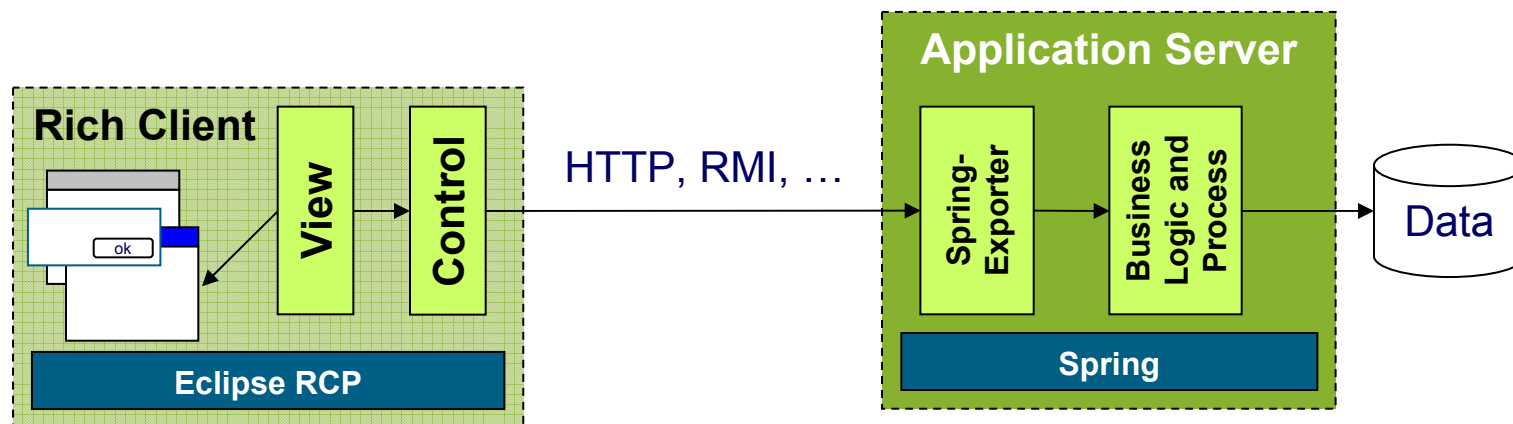 Rich Client
ok
View
Control
Eclipse RCP
HTTP, RMI, …
Application Server
Spring-
Exporter
Business
Logic and
Process
Spring
Data